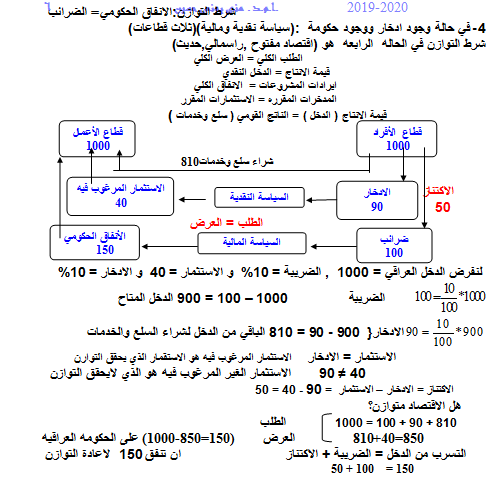 2019-2020
شرط التوازن:الانفاق الحكومي= الضرائب
4- في حالة وجود ادخار ووجود حكومة :(سياسة نقدية ومالية)(ثلاث قطاعات)
شرط التوازن في الحاله الرابعه هو (اقتصاد مفتوح ,راسمالي,حديث)
الطلب الكلي = العرض الكلي
قيمة الانتاج = الدخل النقدي
ايرادات المشروعات = الانفاق الكلي
المدخرات المقرره = الاستثمارات المقرر
قيمة الانتاج ( الدخل ) = الناتج القومي ( سلع وخدمات )
قطاع الأفراد
1000
قطاع الأعمال
1000
شراء سلع وخدمات810
الاكتناز
50
الادخار
90
السياسة النقدية
الاستثمار المرغوب فيه
40
الطلب = العرض
ضرائب
100
السياسة المالية
الأنفاق الحكومي
150
لنفرض الدخل العراقي = 1000 , الضريبة = 10% و الاستثمار = 40 و الادخار = 10%
100 = 10/100 * 1000 الضريبة 1000 – 100 = 900 الدخل المتاح
90 = 10/100 * 900 الادخار{ 900 - 90 = 810 الباقي من الدخل لشراء السلع والخدمات
الاستثمار = الادخار الاستثمار المرغوب فيه هو الاستقمار الذي يحقق التوازن
40 ≠ 90 الاستثمار الغير المرغوب فيه هو الذي لايحقق التوازن
الاكتناز = الادخار – الاستثمار = 90 - 40 = 50
هل الاقتصاد متوازن؟
1000 = 100 + 90 + 810 الطلب
810+40=850 العرض (1000-850=150) على الحكومه العراقيه
التسرب من الدخل = الضريبة + الاكتناز ان تنفق 150 لاعادة التوازن
50 + 100 = 150